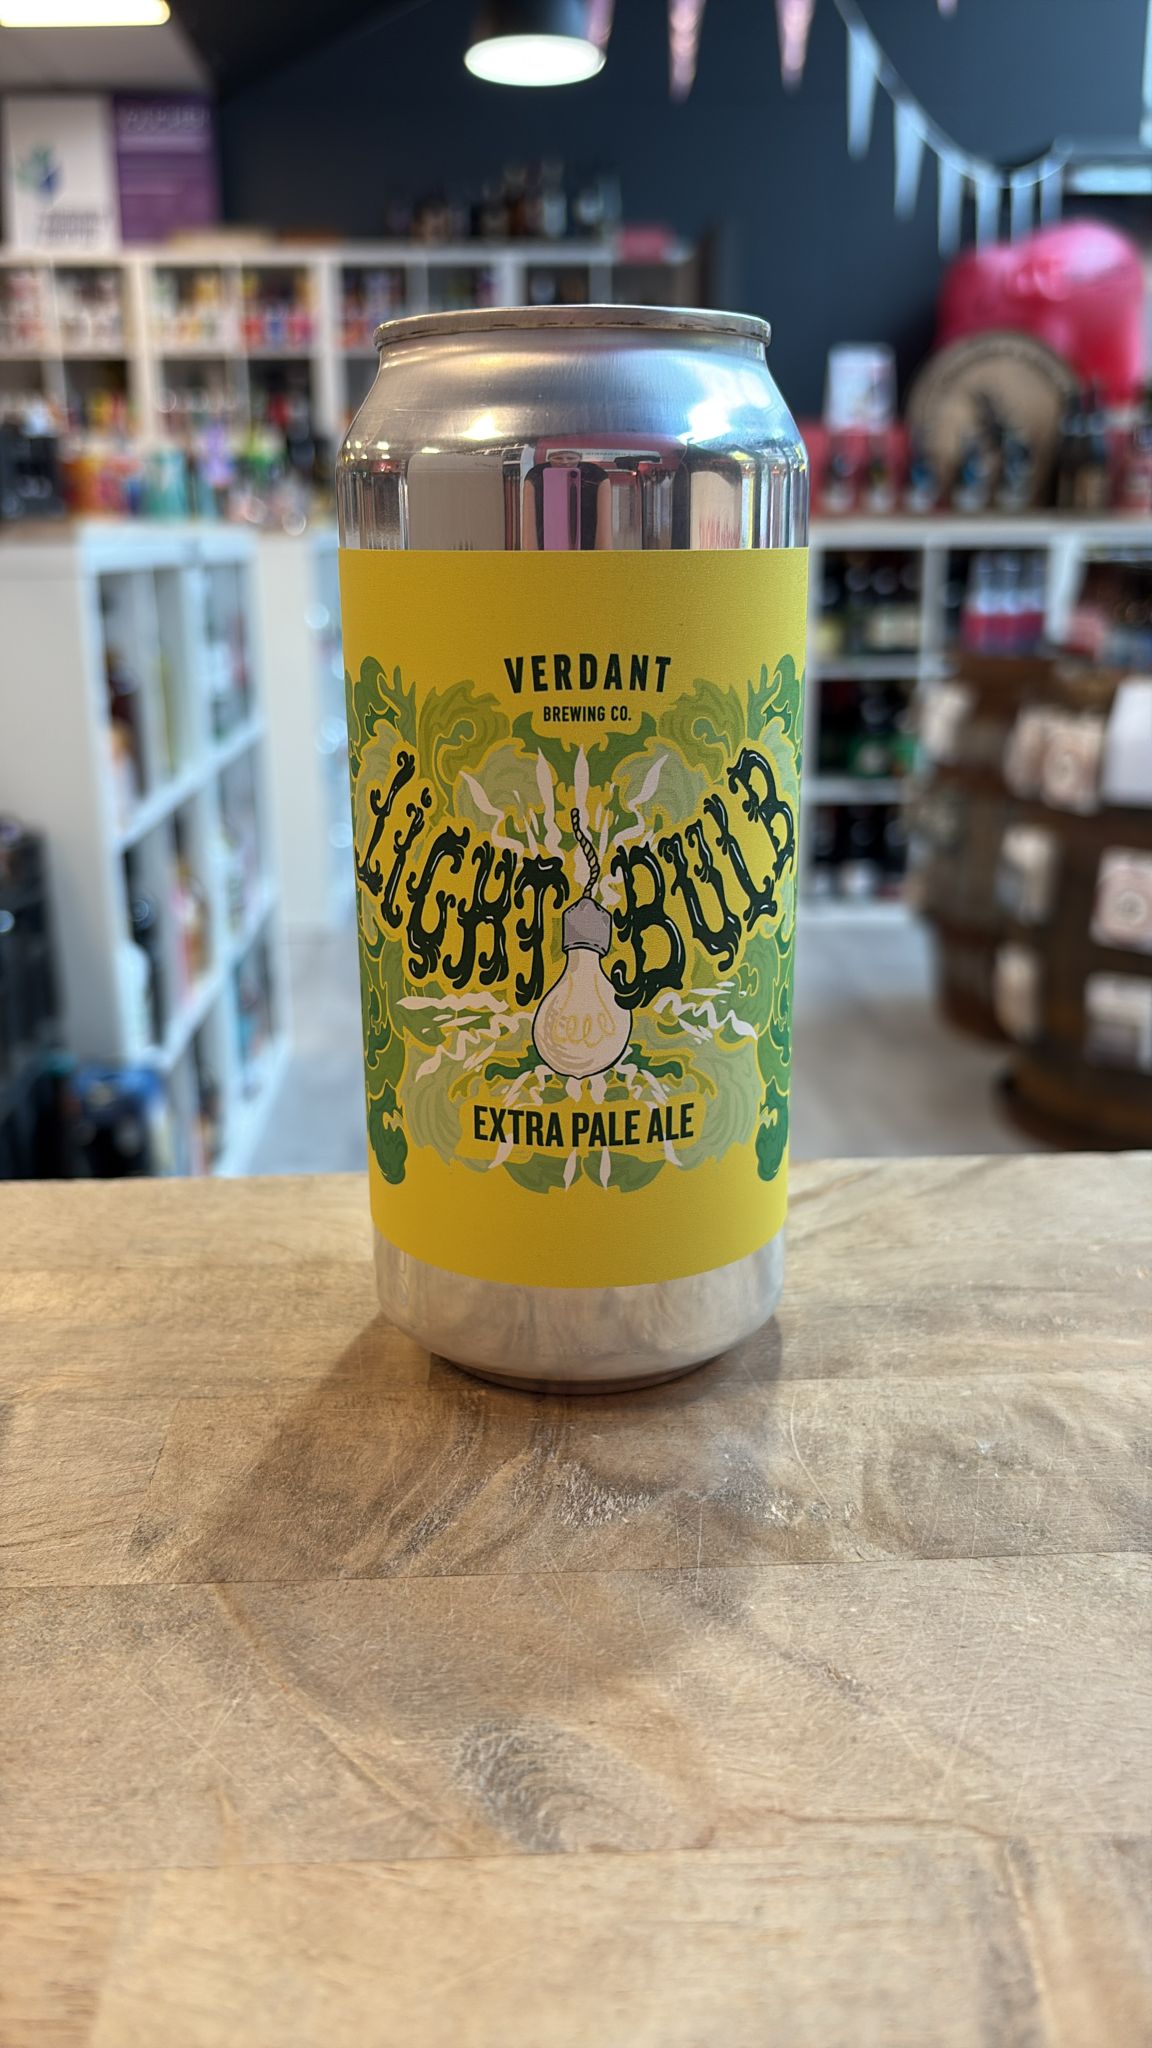 VERDANT
BREWING CO.
LIGHT BULB
EXTRA PALE ALE